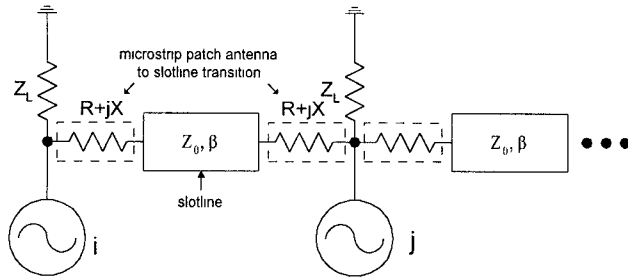 microstrip patch antenna
to slotline transition
Z_L
R+jX
R+jX
Z_L
Z_0, β
Z_0, β
slotline
i
j